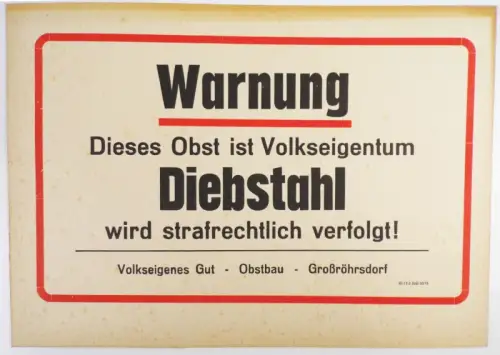 Warnung
Dieses Obst ist Volkseigentum
Diebstahl
wird strafrechtlich verfolgt!
Volkseigenes Gut - Obstbau - Großröhrsdorf